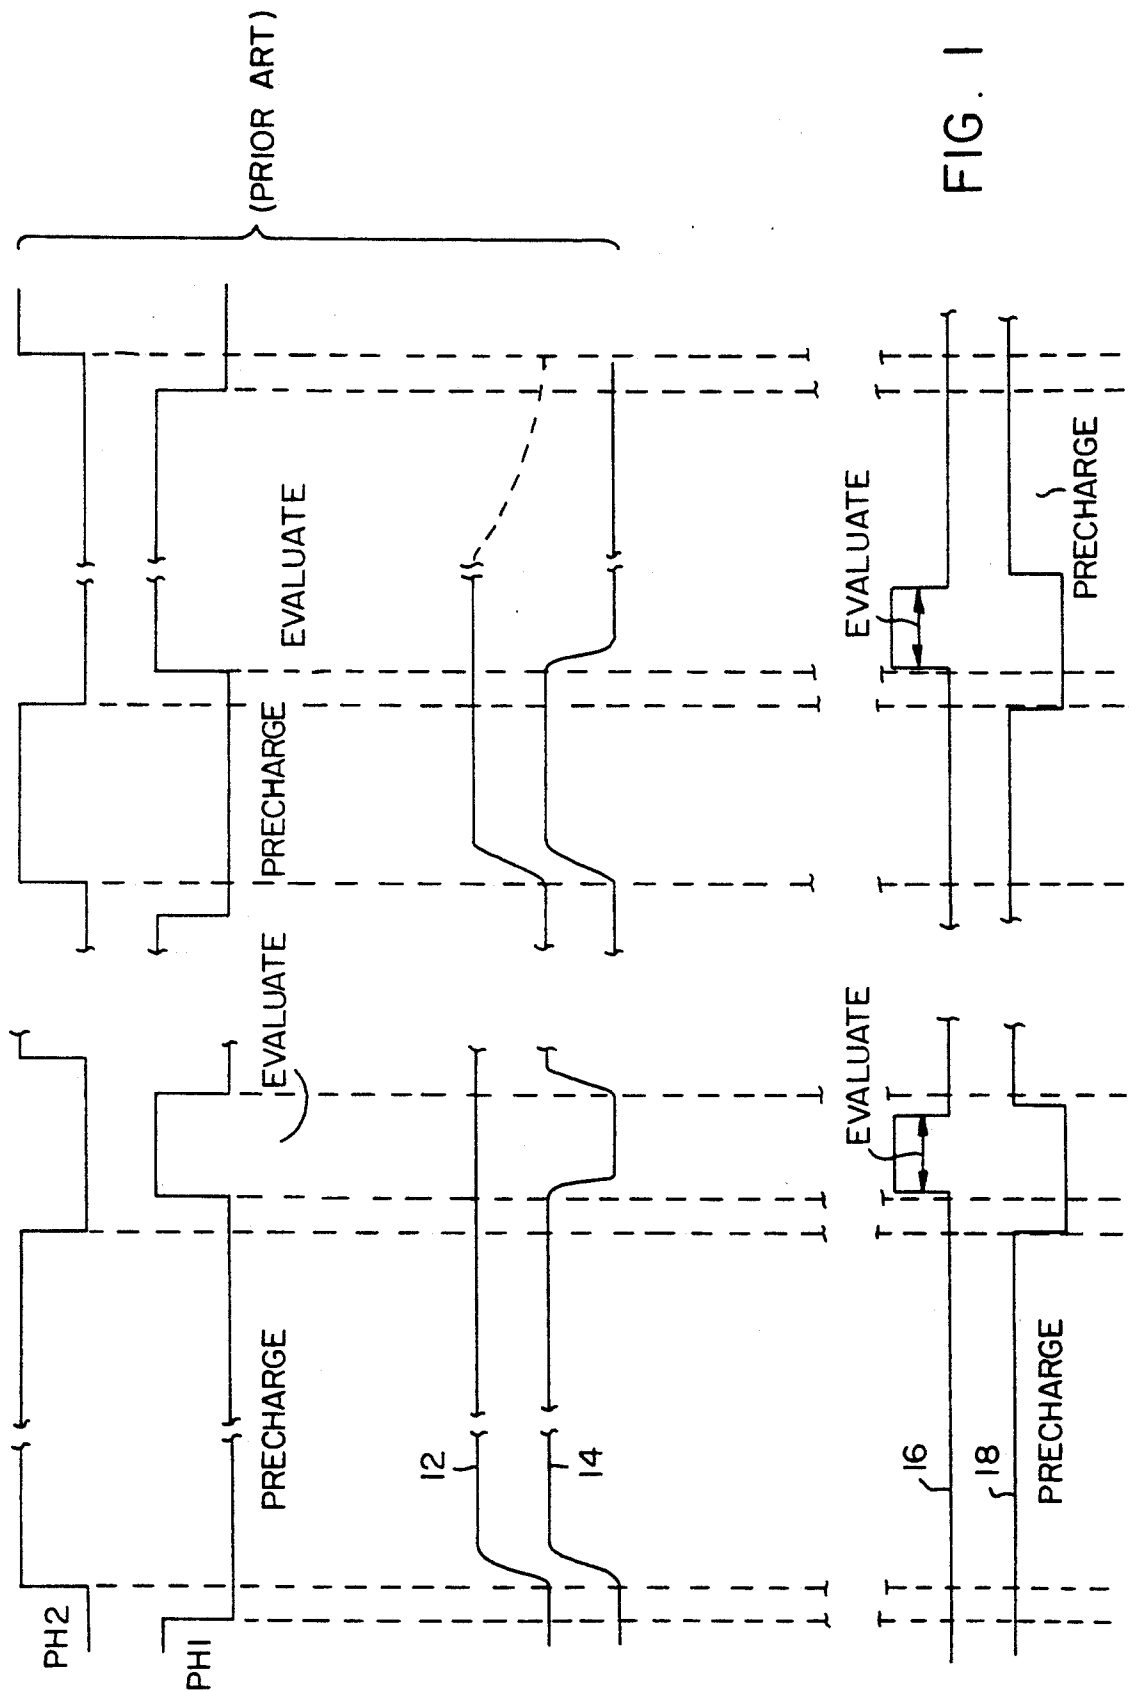 PH2
PH1
PRECHARGE
EVALUATE
PRECHARGE
EVALUATE
(PRIOR ART)
12
14
16
18
PRECHARGE
EVALUATE
EVALUATE
PRECHARGE
FIG. 1